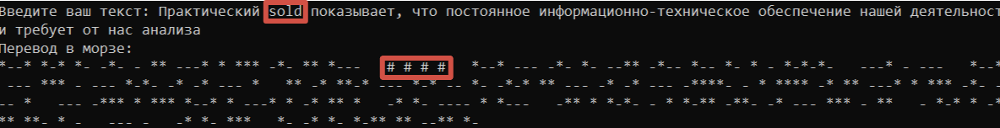 Введите ваш текст: Практический sold показывает, что постоянное информационно-техническое обеспечение нашей деятельност
и требует от нас анализа
Перевод в морзе:
*--* *-* *- -*- - ** ---* * *** -*- ** *---   # # # #   *--* --- -*- *- --** -*-- *-- *- * - *-*-*-   ---* - ---   *--*
 --- *** - --- *-*- -* -* --- *   ** -* **-* --- *-* -- *- -*-* ** --- -* -* --- -****- - * **** -* ** ---* * *** -*- -
-- *   --- -*** * *** *--* * ---* * -* ** *   -* *- ---- * *---   -** * *-*- - * *-** -**- -* --- *** - **   - *-* * -*
** **- * -   --- -   -* *- ***   *- -* *- *-** ** --** *-